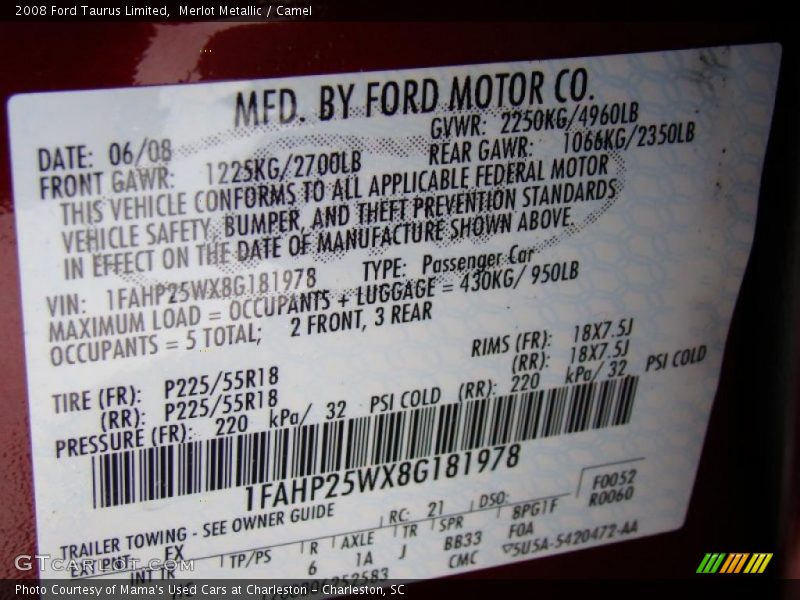 2008 Ford Taurus Limited, Merlot Metallic / Camel
MFD. BY FORD MOTOR CO.
DATE: 06/08 GVWR: 2250KG/4960LB
FRONT GAWR: 1225KG/2700LB REAR GAWR: 1066KG/2350LB
THIS VEHICLE CONFORMS TO ALL APPLICABLE FEDERAL MOTOR
VEHICLE SAFETY, BUMPER, AND THEFT PREVENTION STANDARDS
IN EFFECT ON THE DATE OF MANUFACTURE SHOWN ABOVE.
VIN: 1FAHP25WX8G181978 TYPE: Passenger Car
MAXIMUM LOAD = OCCUPANTS + LUGGAGE = 430KG/ 950LB
OCCUPANTS = 5 TOTAL; 2 FRONT, 3 REAR
TIRE (FR): P225/55R18 RIMS (FR): 18X7.5J
(RR): P225/55R18 (RR): 18X7.5J
PRESSURE (FR): 220 kPa/ 32 PSI COLD (RR): 220 kPa/ 32 PSI COLD
1FAHP25WX8G181978
TRAILER TOWING - SEE OWNER GUIDE RC: 21 DSO: F0052
EXT PNT: FX 8PG1F R0060
INT TR TP/PS R AXLE TR SPR F0A
6 1A J BB33 5U5A-5420472-AA
CMC
GTCarLot.com
Photo Courtesy of Mama's Used Cars at Charleston - Charleston, SC